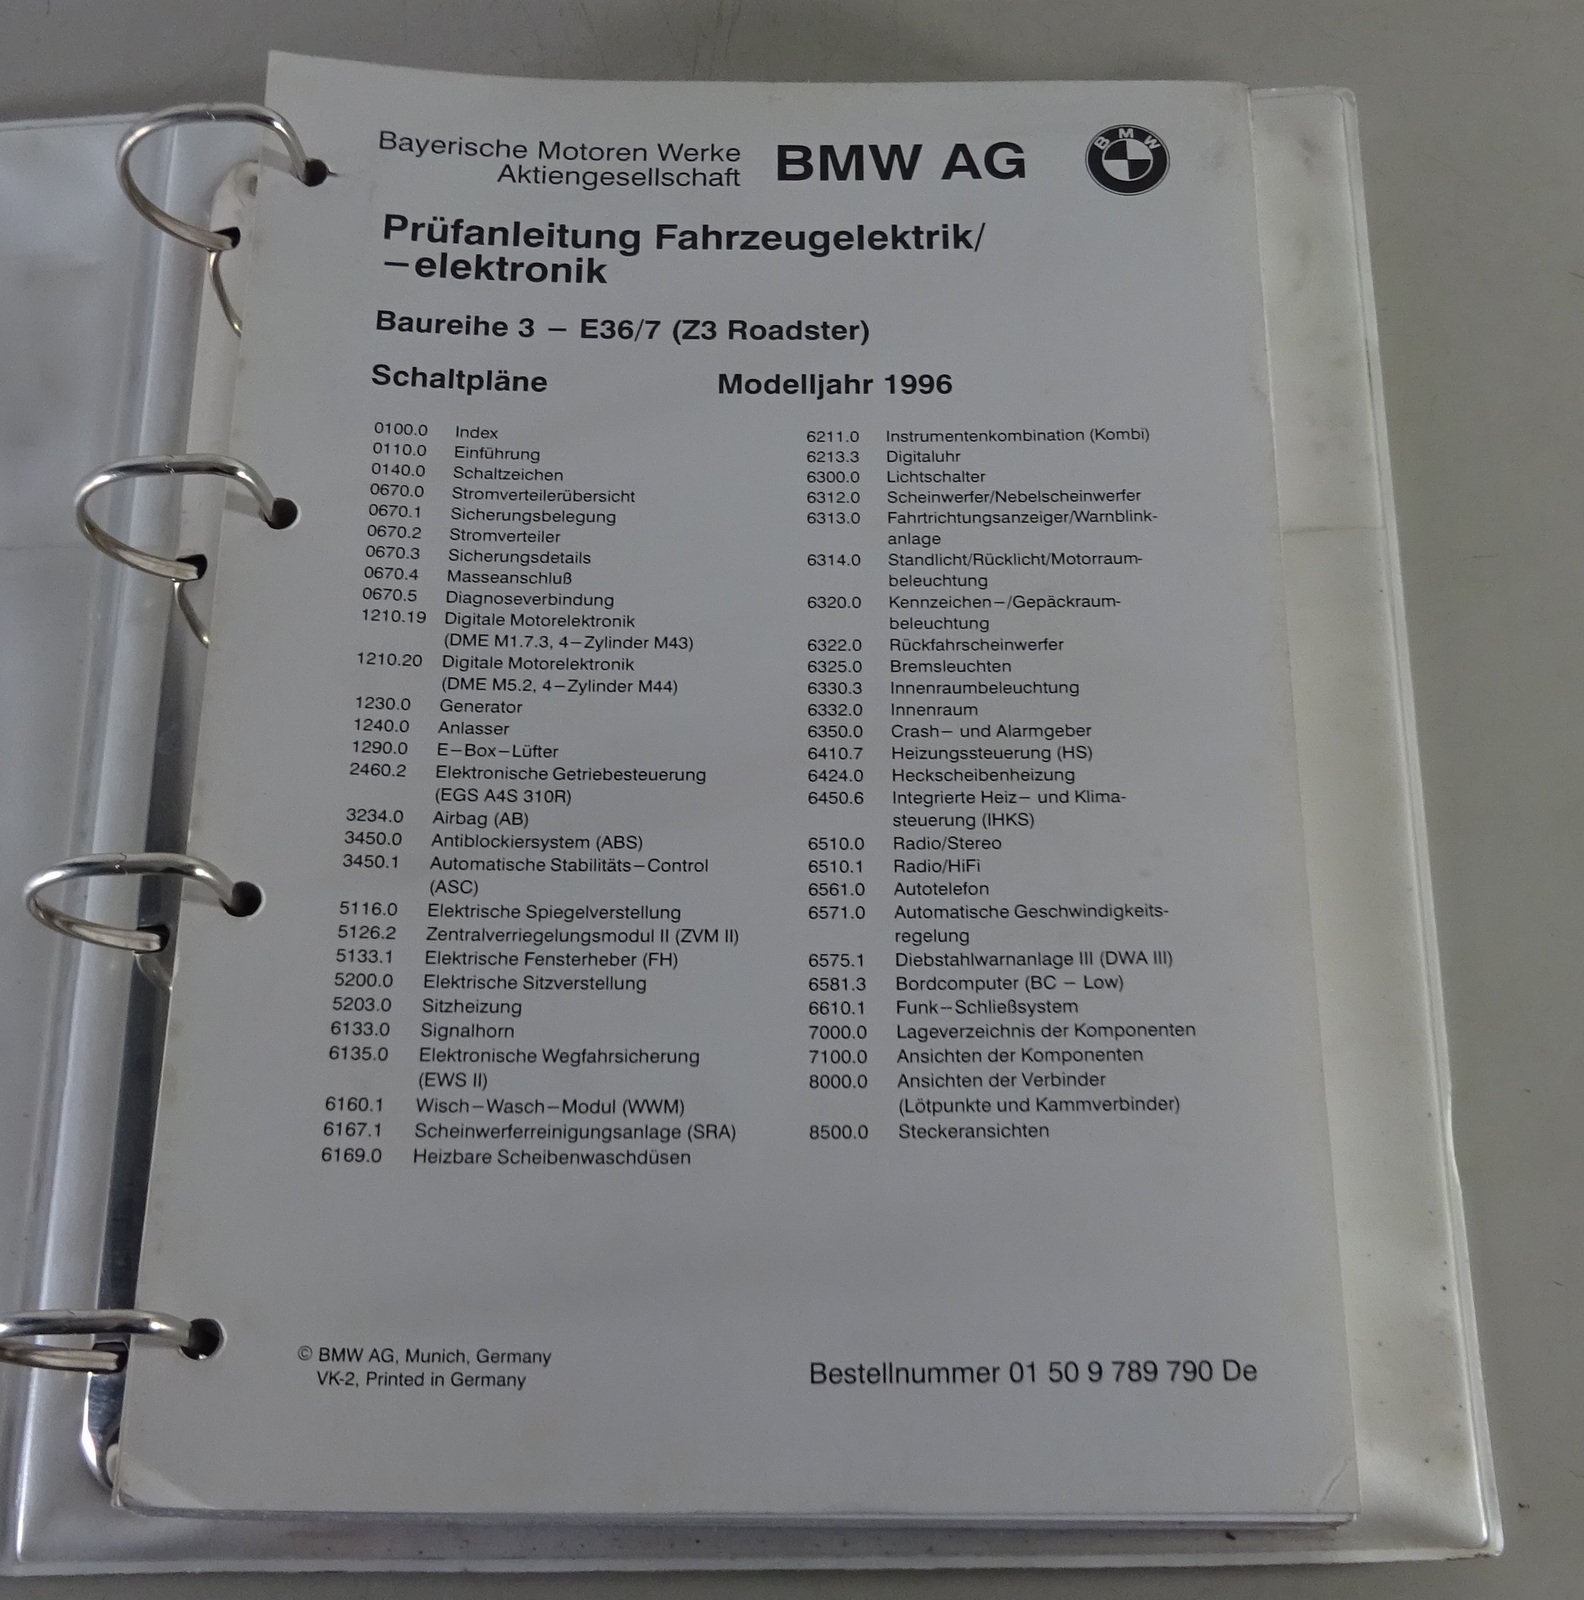 Bayerische Motoren Werke
Aktiengesellschaft
BMW AG
BMW
Prüfanleitung Fahrzeugelektrik/
–elektronik
Baureihe 3 – E36/7 (Z3 Roadster)
Schaltpläne Modelljahr 1996
0100.0 Index
0110.0 Einführung
0140.0 Schaltzeichen
0670.0 Stromverteilerübersicht
0670.1 Sicherungsbelegung
0670.2 Stromverteiler
0670.3 Sicherungsdetails
0670.4 Masseanschluß
0670.5 Diagnoseverbindung
1210.19 Digitale Motorelektronik
(DME M1.7.3, 4–Zylinder M43)
1210.20 Digitale Motorelektronik
(DME M5.2, 4–Zylinder M44)
1230.0 Generator
1240.0 Anlasser
1290.0 E–Box–Lüfter
2460.2 Elektronische Getriebesteuerung
(EGS A4S 310R)
3234.0 Airbag (AB)
3450.0 Antiblockiersystem (ABS)
3450.1 Automatische Stabilitäts–Control
(ASC)
5116.0 Elektrische Spiegelverstellung
5126.2 Zentralverriegelungsmodul II (ZVM II)
5133.1 Elektrische Fensterheber (FH)
5200.0 Elektrische Sitzverstellung
5203.0 Sitzheizung
6133.0 Signalhorn
6135.0 Elektronische Wegfahrsicherung
(EWS II)
6160.1 Wisch–Wasch–Modul (WWM)
6167.1 Scheinwerferreinigungsanlage (SRA)
6169.0 Heizbare Scheibenwaschdüsen
6211.0 Instrumentenkombination (Kombi)
6213.3 Digitaluhr
6300.0 Lichtschalter
6312.0 Scheinwerfer/Nebelscheinwerfer
6313.0 Fahrtrichtungsanzeiger/Warnblink-
anlage
6314.0 Standlicht/Rücklicht/Motorraum-
beleuchtung
6320.0 Kennzeichen–/Gepäckraum-
beleuchtung
6322.0 Rückfahrscheinwerfer
6325.0 Bremsleuchten
6330.3 Innenraumbeleuchtung
6332.0 Innenraum
6350.0 Crash– und Alarmgeber
6410.7 Heizungssteuerung (HS)
6424.0 Heckscheibenheizung
6450.6 Integrierte Heiz– und Klima-
steuerung (IHKS)
6510.0 Radio/Stereo
6510.1 Radio/HiFi
6561.0 Autotelefon
6571.0 Automatische Geschwindigkeits-
regelung
6575.1 Diebstahlwarnanlage III (DWA III)
6581.3 Bordcomputer (BC – Low)
6610.1 Funk–Schließsystem
7000.0 Lageverzeichnis der Komponenten
7100.0 Ansichten der Komponenten
8000.0 Ansichten der Verbinder
(Lötpunkte und Kammverbinder)
8500.0 Steckeransichten
© BMW AG, Munich, Germany
VK-2, Printed in Germany
Bestellnummer 01 50 9 789 790 De